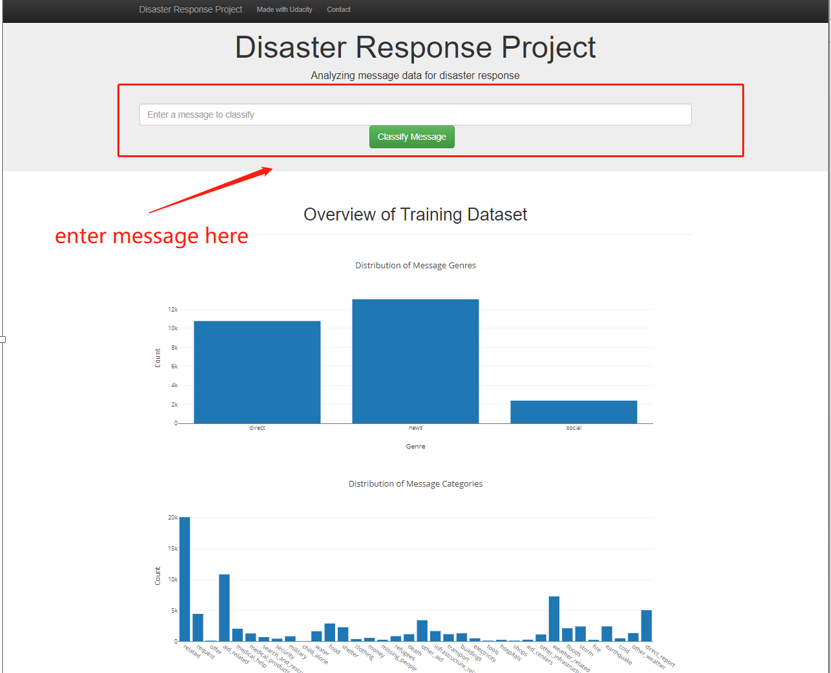 Disaster Response Project Made with Udacity Contact
Disaster Response Project
Analyzing message data for disaster response
Enter a message to classify
Classify Message
enter message here
Overview of Training Dataset
Distribution of Message Genres
12k
10k
8k
6k
4k
2k
0
Count
direct news social
Genre
Distribution of Message Categories
20k
15k
10k
5k
0
Count
related
request
offer
aid_related
medical_help
medical_produc
search_and_resc
security
military
child_alone
water
food
shelter
clothing
money
missing_people
refugees
death
other_aid
infrastructure_rel
transport
buildings
electricity
tools
hospitals
shops
aid_centers
other_infrastruct
weather_related
floods
storm
fire
earthquake
cold
other_weather
direct_report